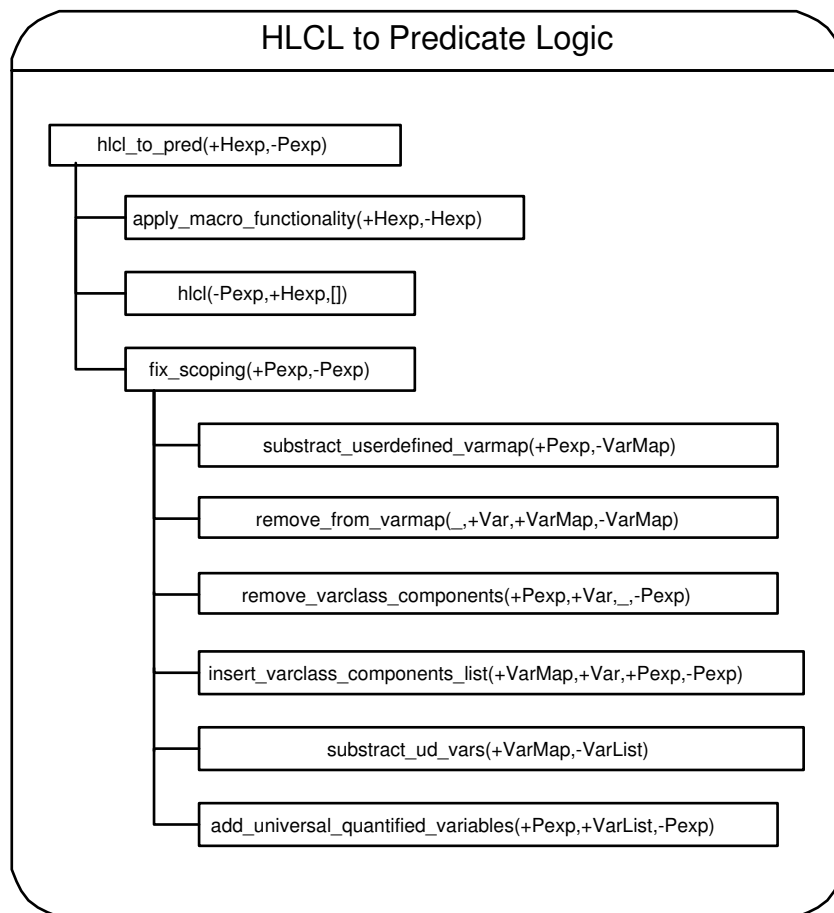 HLCL to Predicate Logic
hlcl_to_pred(+Hexp,-Pexp)
apply_macro_functionality(+Hexp,-Hexp)
hlcl(-Pexp,+Hexp,[])
fix_scoping(+Pexp,-Pexp)
substract_userdefined_varmap(+Pexp,-VarMap)
remove_from_varmap(_,+Var,+VarMap,-VarMap)
remove_varclass_components(+Pexp,+Var,_,-Pexp)
insert_varclass_components_list(+VarMap,+Var,+Pexp,-Pexp)
substract_ud_vars(+VarMap,-VarList)
add_universal_quantified_variables(+Pexp,+VarList,-Pexp)